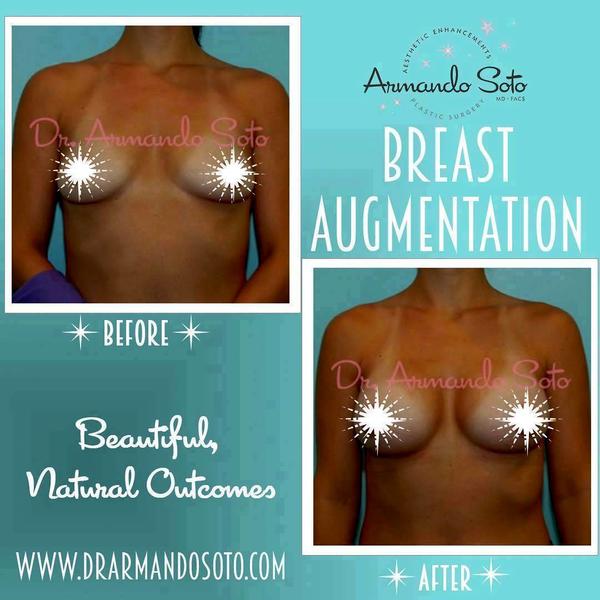 AESTHETIC ENHANCEMENTS
Armando Soto
MD • FACS
PLASTIC SURGERY
BREAST
AUGMENTATION
Dr. Armando Soto
BEFORE
Dr. Armando Soto
AFTER
Beautiful,
Natural Outcomes
WWW.DRARMANDOSOTO.COM